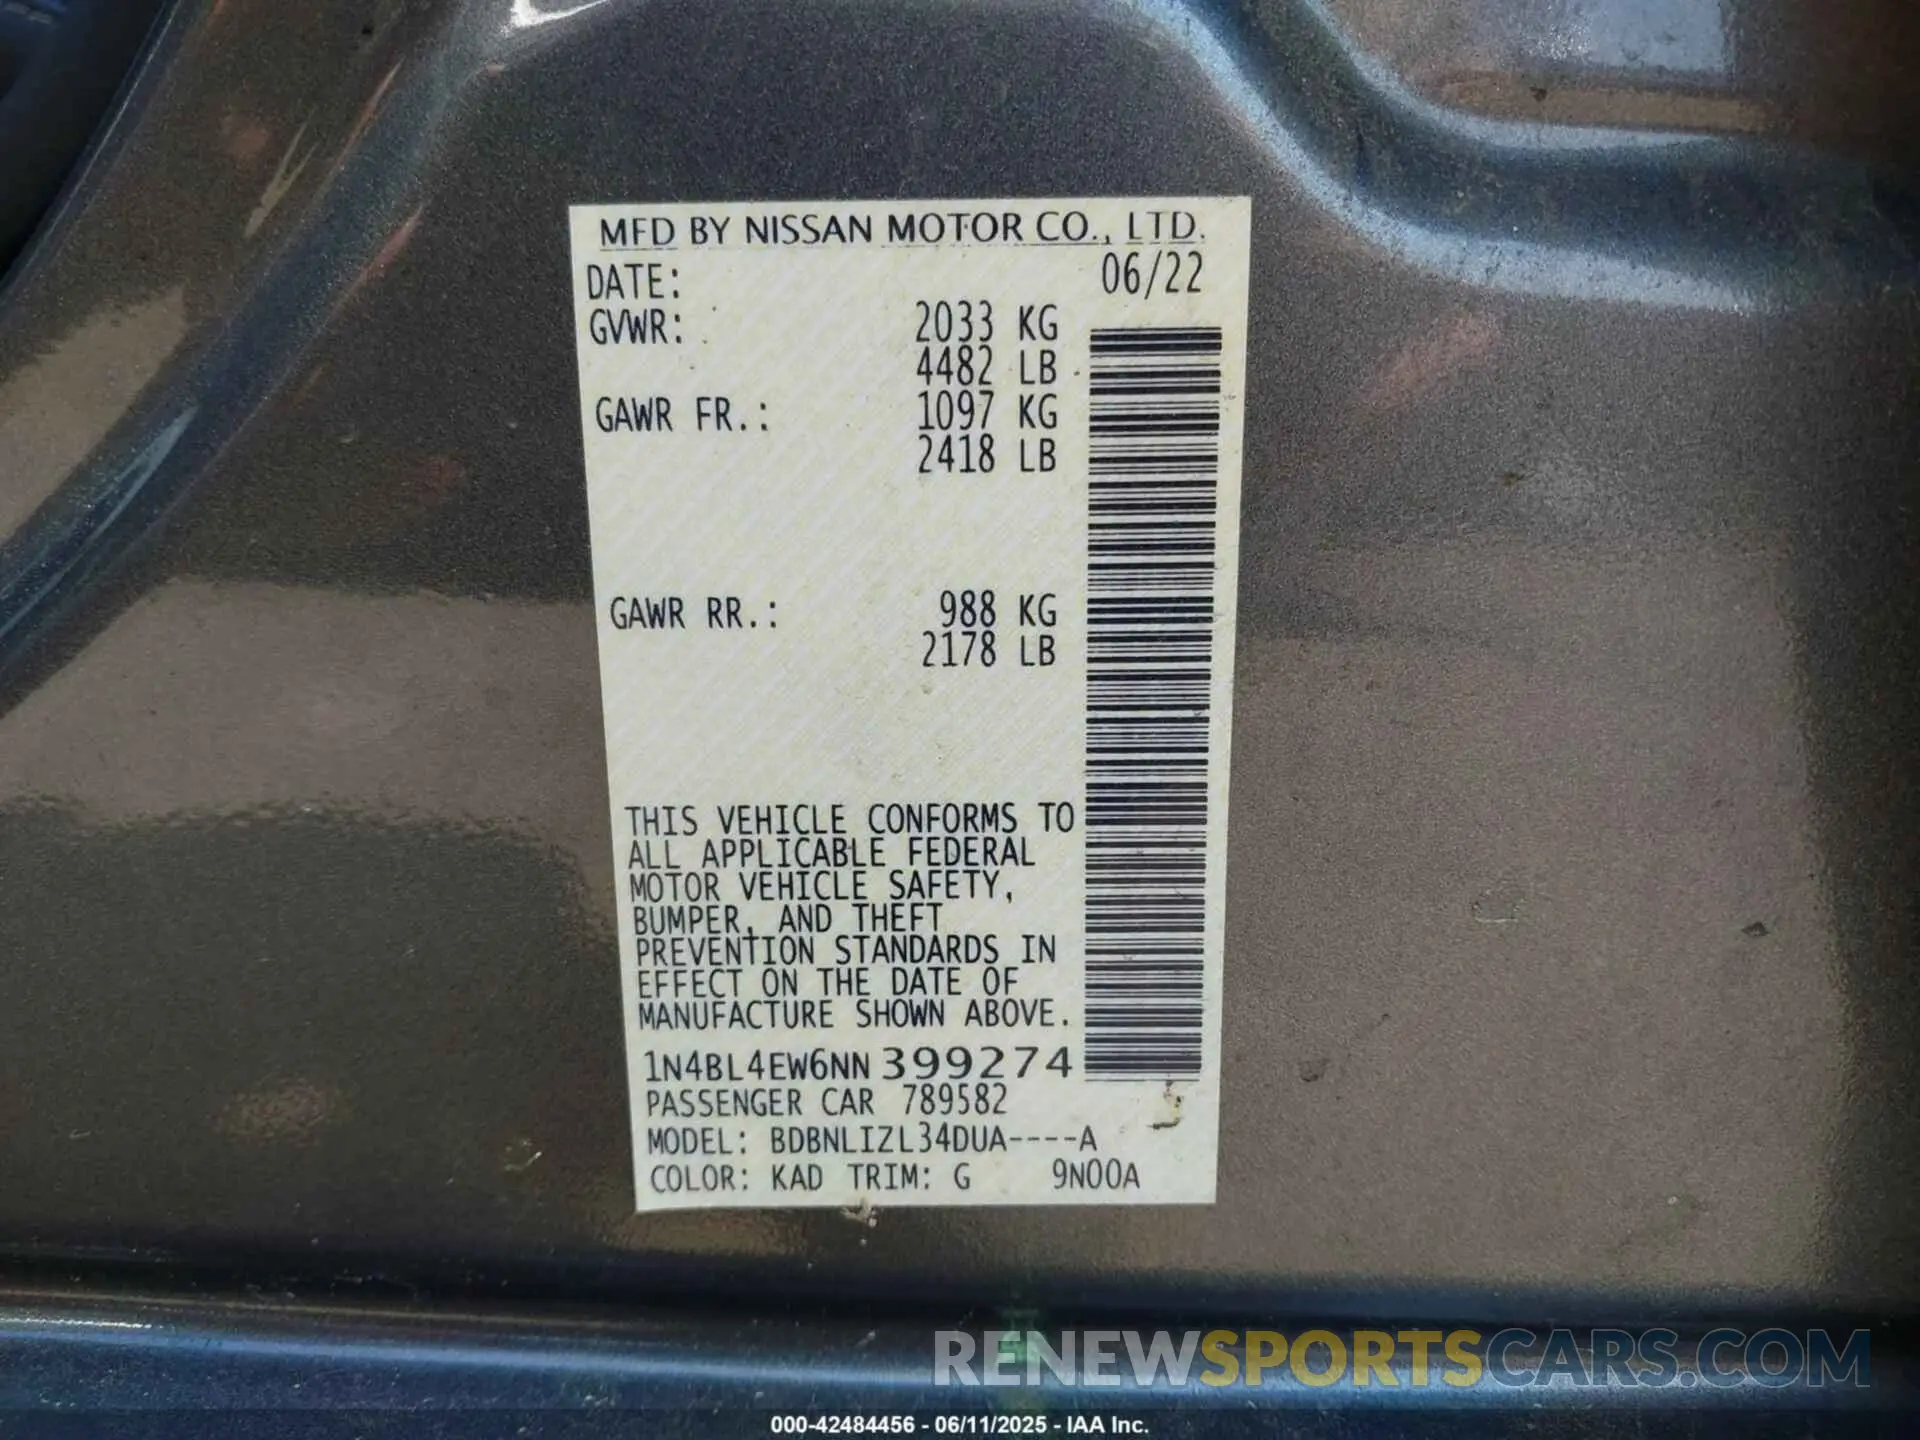 MFD BY NISSAN MOTOR CO., LTD.
DATE: 06/22
GVWR: 2033 KG
4482 LB
GAWR FR.: 1097 KG
2418 LB
GAWR RR.: 988 KG
2178 LB
THIS VEHICLE CONFORMS TO
ALL APPLICABLE FEDERAL
MOTOR VEHICLE SAFETY,
BUMPER, AND THEFT
PREVENTION STANDARDS IN
EFFECT ON THE DATE OF
MANUFACTURE SHOWN ABOVE.
1N4BL4EW6NN399274
PASSENGER CAR 789582
MODEL: BDBNLIZL34DUA----A
COLOR: KAD TRIM: G 9N00A
RENEWSPORTSCARS.COM
000-42484456 - 06/11/2025 - IAA Inc.